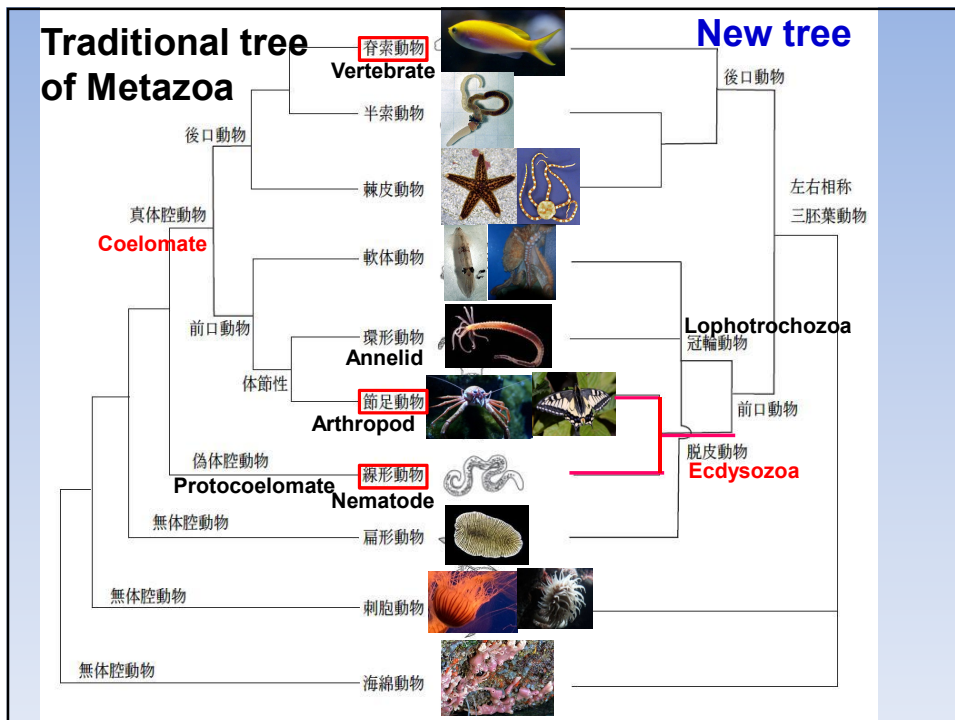 Traditional tree
of Metazoa
New tree
脊索動物
Vertebrate
後口動物
半索動物
後口動物
棘皮動物
左右相称
三胚葉動物
真体腔動物
Coelomate
軟体動物
前口動物
環形動物
Annelid
Lophotrochozoa
冠輪動物
体節性
節足動物
Arthropod
前口動物
脱皮動物
Ecdysozoa
偽体腔動物
Protocoelomate
線形動物
Nematode
無体腔動物
扁形動物
無体腔動物
刺胞動物
無体腔動物
海綿動物